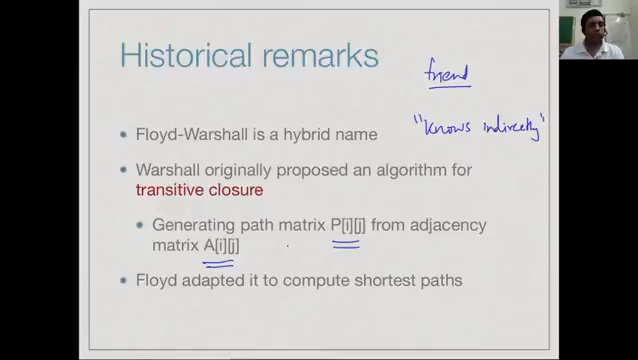 Historical remarks
friend
"knows indirectly"
Floyd-Warshall is a hybrid name
Warshall originally proposed an algorithm for
transitive closure
Generating path matrix P[i][j] from adjacency
matrix A[i][j]
Floyd adapted it to compute shortest paths